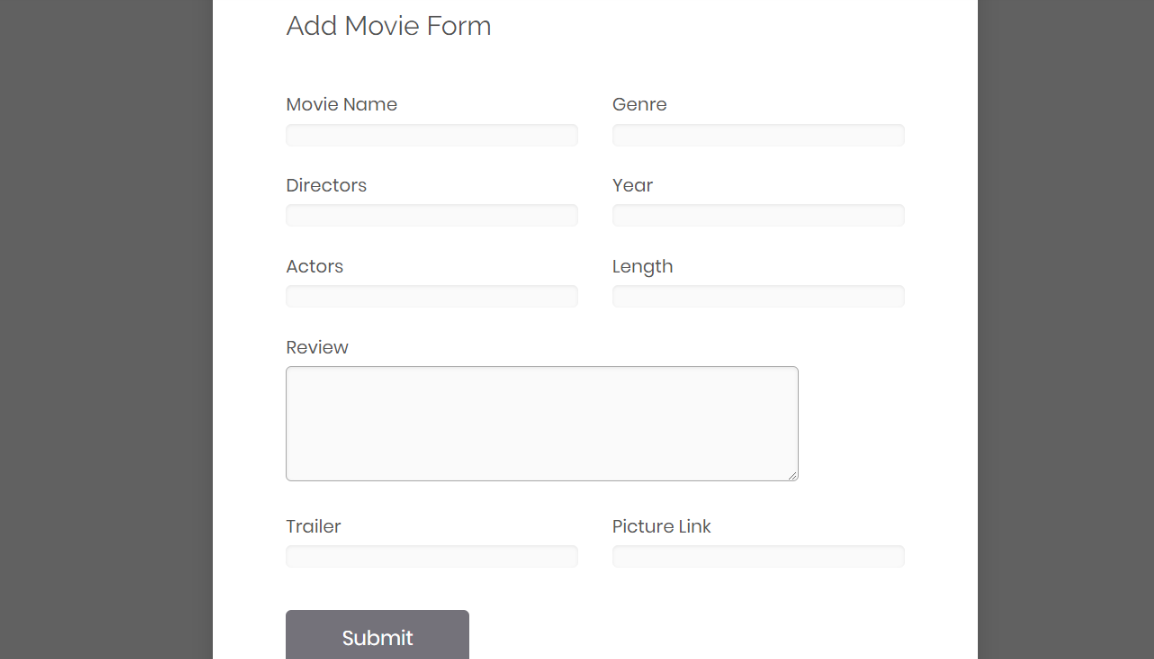 Add Movie Form
Movie Name
Genre
Directors
Year
Actors
Length
Review
Trailer
Picture Link
Submit